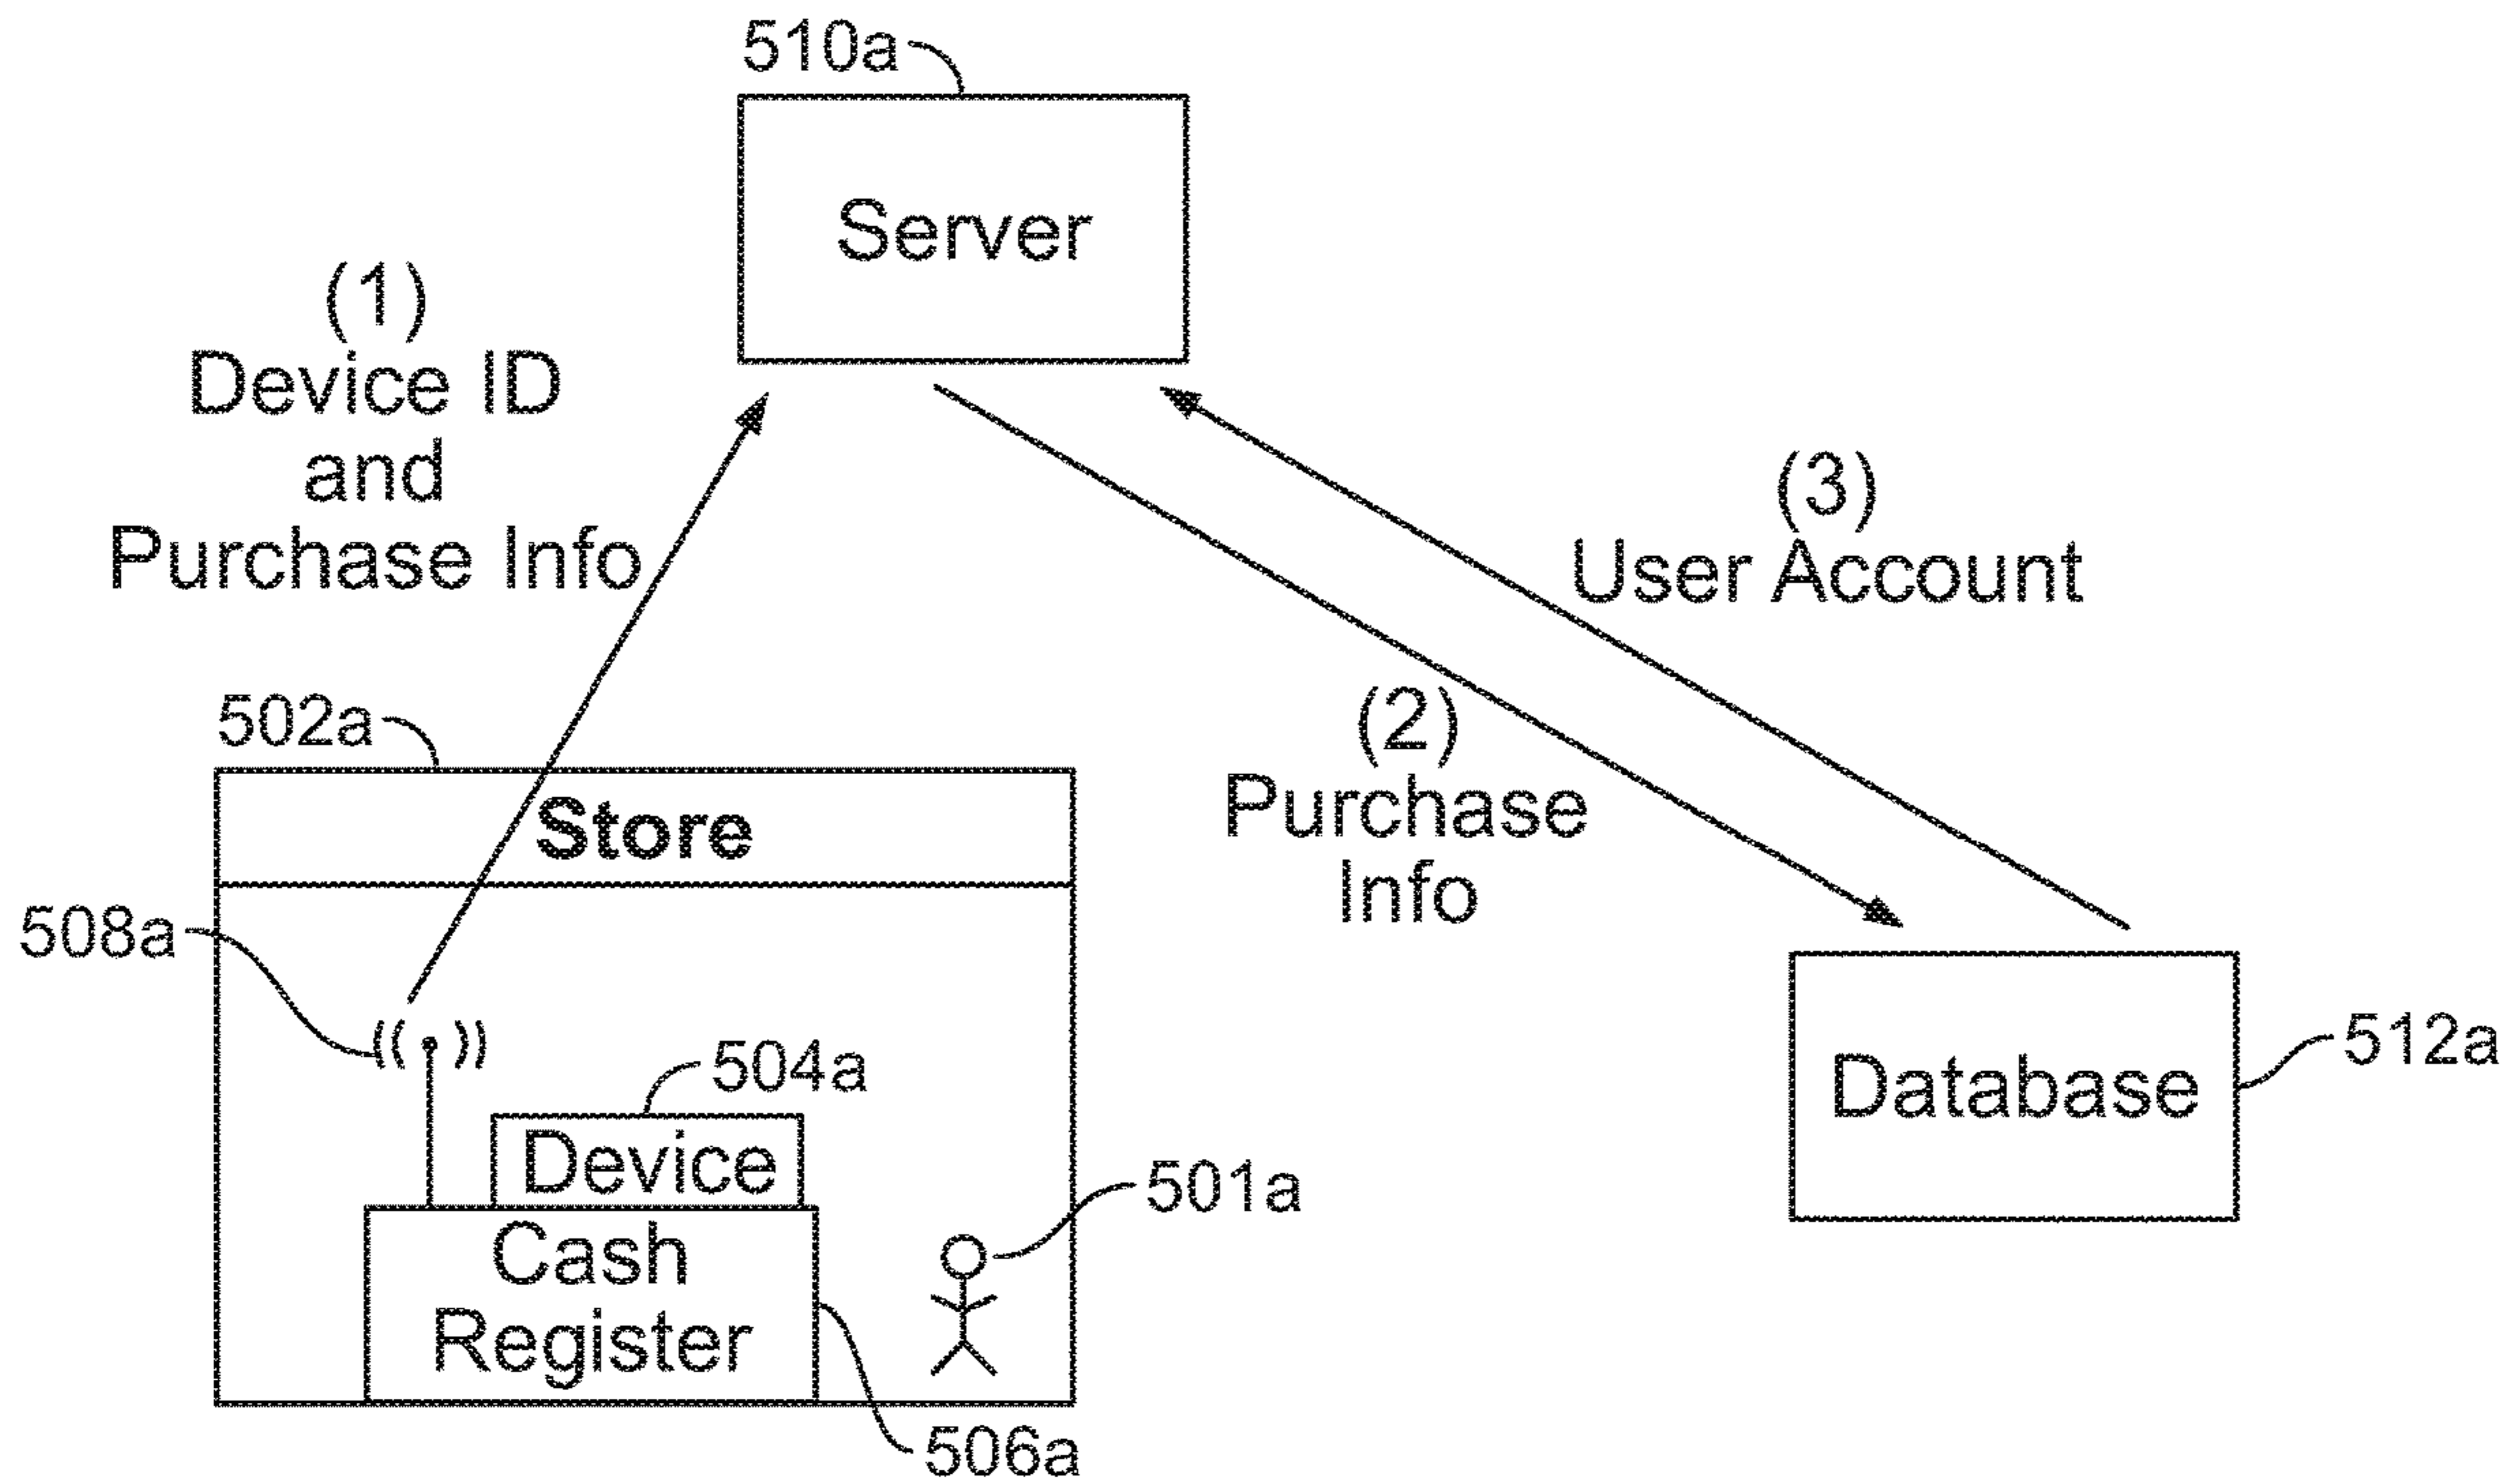 510a
Server
(1)
Device ID
and
Purchase Info
(3)
User Account
502a
(2)
Purchase
Info
Store
508a
504a
Device
512a
Database
501a
Cash
Register
506a